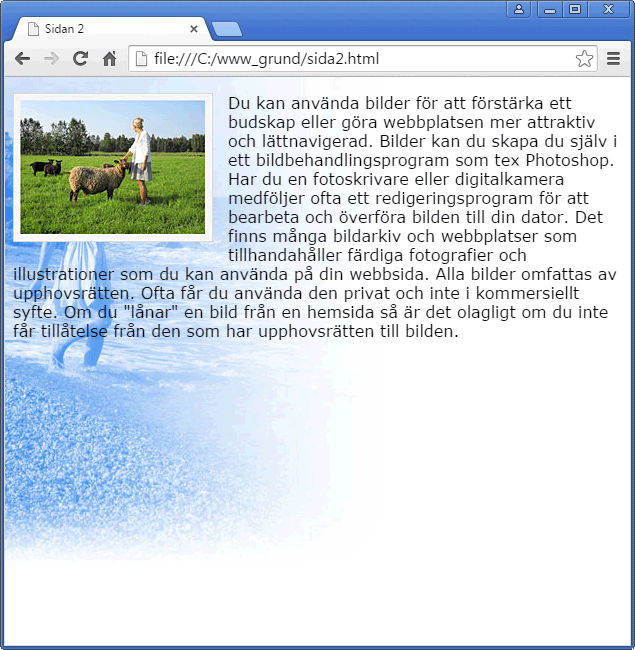 Sidan 2
file:///C:/www_grund/sida2.html
Du kan använda bilder för att förstärka ett
budskap eller göra webbplatsen mer attraktiv
och lättnavigerad. Bilder kan du skapa du själv i
ett bildbehandlingsprogram som tex Photoshop.
Har du en fotoskrivare eller digitalkamera
medföljer ofta ett redigeringsprogram för att
bearbeta och överföra bilden till din dator. Det
finns många bildarkiv och webbplatser som
tillhandahåller färdiga fotografier och
illustrationer som du kan använda på din webbsida. Alla bilder omfattas av
upphovsrätten. Ofta får du använda den privat och inte i kommersiellt
syfte. Om du "lånar" en bild från en hemsida så är det olagligt om du inte
får tillåtelse från den som har upphovsrätten till bilden.